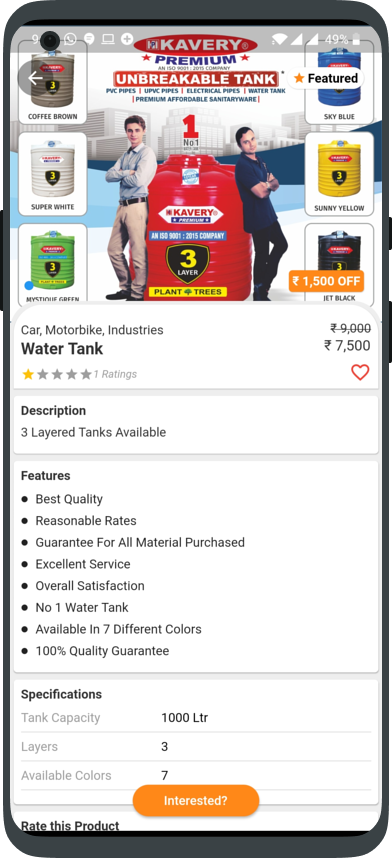 9
49%
KAVERY®
PREMIUM
AN ISO 9001 : 2015 COMPANY
UNBREAKABLE TANK
PVC PIPES | UPVC PIPES | ELECTRICAL PIPES | WATER TANK
| PREMIUM AFFORDABLE SANITARYWARE |
★ Featured
COFFEE BROWN
SKY BLUE
1
No1
3
SUPER WHITE
3
SUNNY YELLOW
KAVERY®
PREMIUM
AN ISO 9001 : 2015 COMPANY
3
LAYER
PLANT TREES
3
MYSTIQUE GREEN
3
JET BLACK
₹ 1,500 OFF
Car, Motorbike, Industries
₹ 9,000
Water Tank
₹ 7,500
1 Ratings
Description
3 Layered Tanks Available
Features
● Best Quality
● Reasonable Rates
● Guarantee For All Material Purchased
● Excellent Service
● Overall Satisfaction
● No 1 Water Tank
● Available In 7 Different Colors
● 100% Quality Guarantee
Specifications
Tank Capacity 1000 Ltr
Layers 3
Available Colors 7
Interested?
Rate this Product